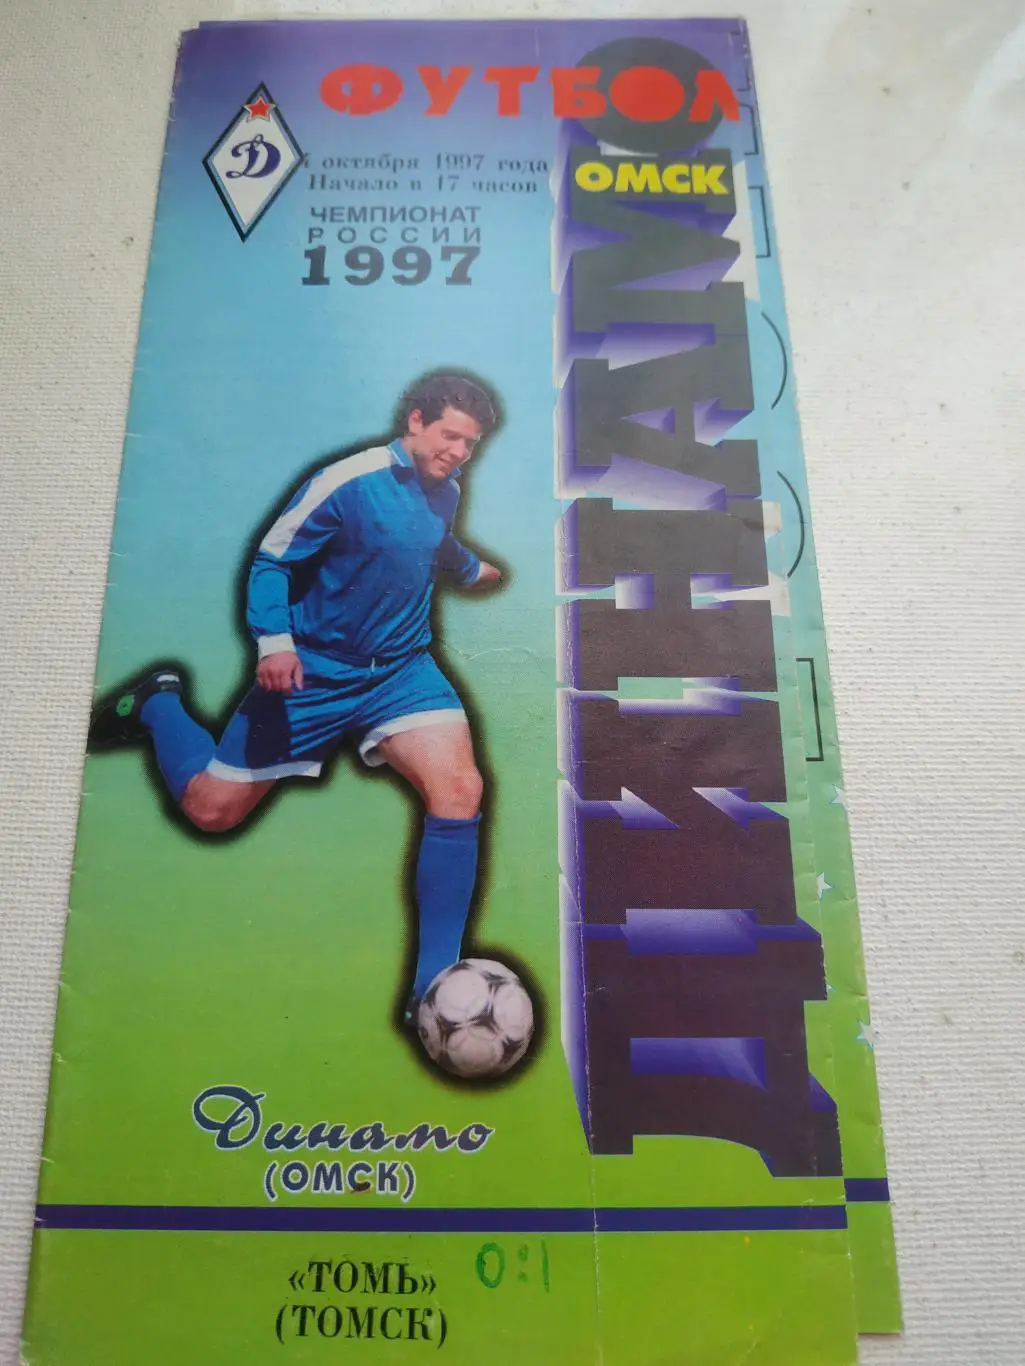 ФУТБОЛ
Д
октября 1997 года
Начало в 17 часов
ОМСК
ЧЕМПИОНАТ
РОССИИ
1997
ДИНАМО
Динамо
(ОМСК)
«ТОМЬ» 0:1
(ТОМСК)